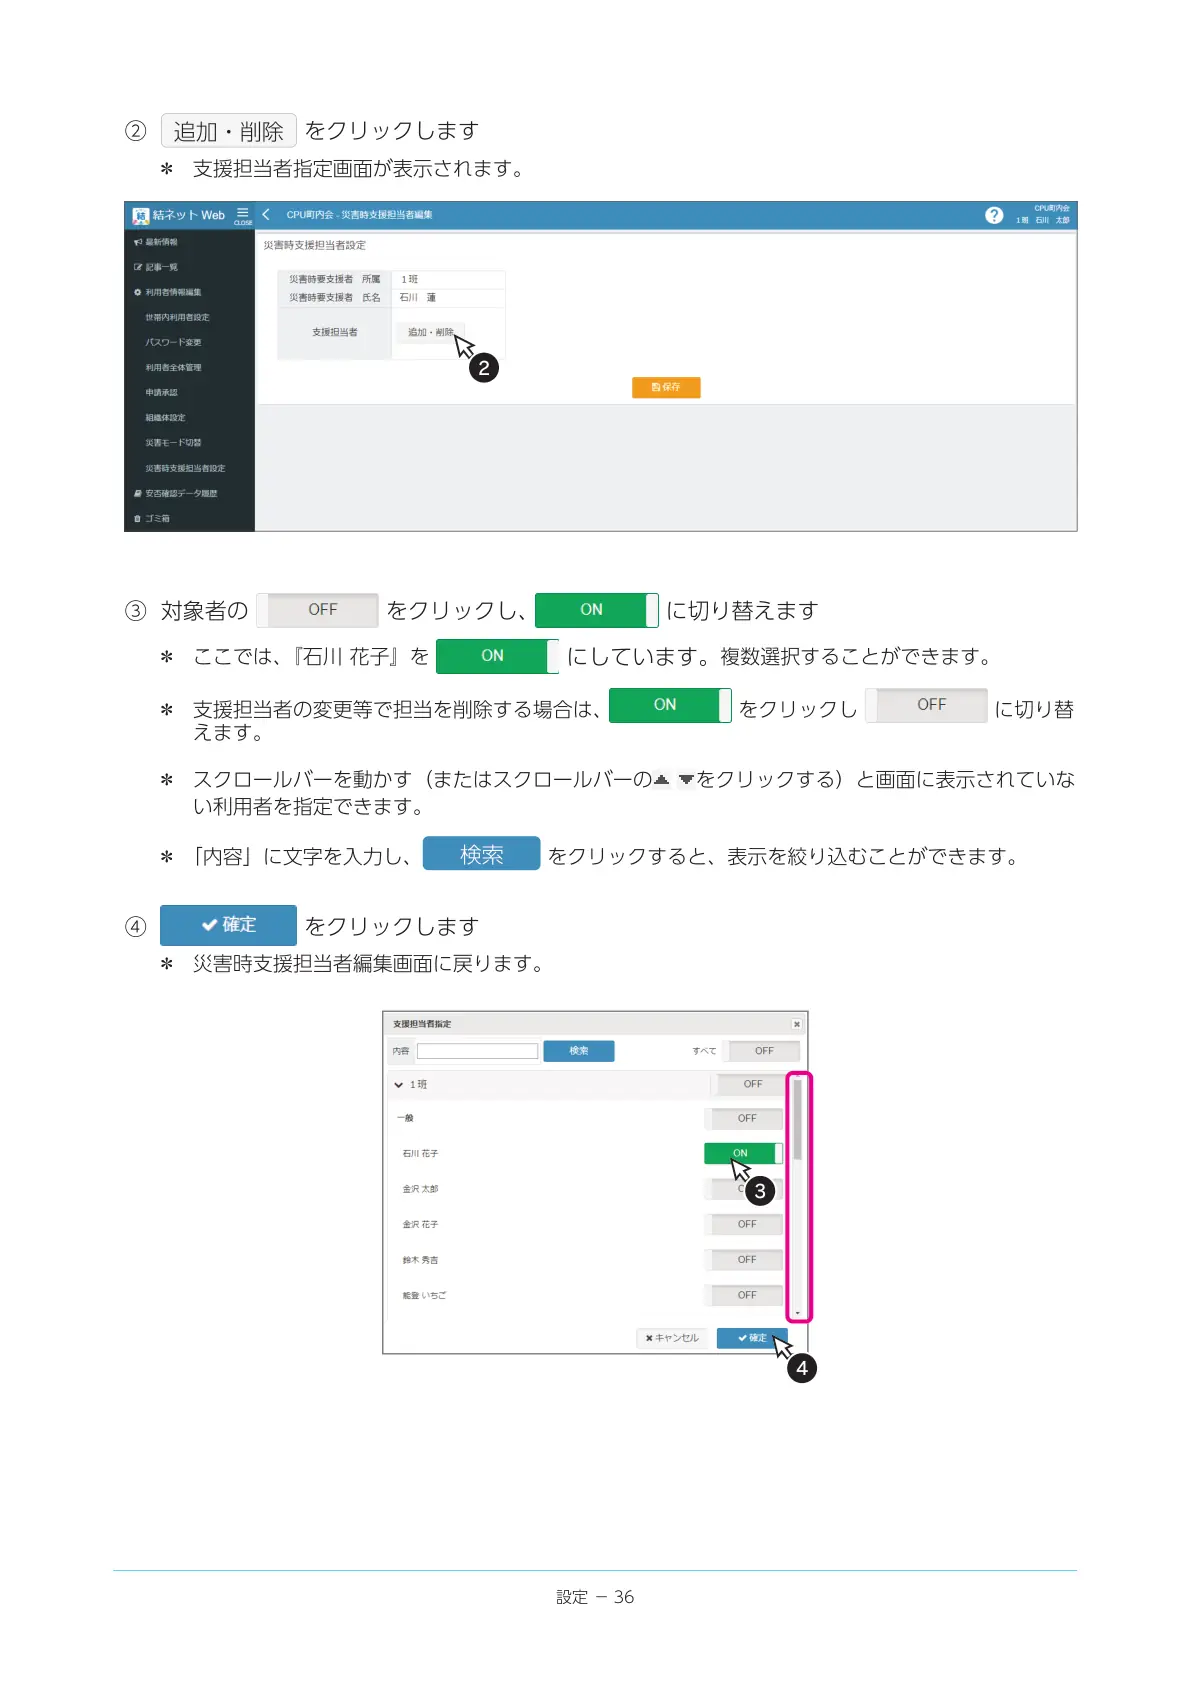 ② 追加・削除 をクリックします
＊ 支援担当者指定画面が表示されます。
結ネット Web CLOSE CPU町内会 - 災害時支援担当者編集 ? CPU町内会
1班 石川 太郎
最新情報
記事一覧
利用者情報編集
世帯内利用者設定
パスワード変更
利用者全体管理
申請承認
組織体設定
災害モード切替
災害時支援担当者設定
安否確認データ履歴
ゴミ箱
災害時支援担当者設定
災害時要支援者 所属 1班
災害時要支援者 氏名 石川 蓮
支援担当者 追加・削除
2
保存
③ 対象者の OFF をクリックし、 ON に切り替えます
＊ ここでは、『石川 花子』を ON にしています。複数選択することができます。
＊ 支援担当者の変更等で担当を削除する場合は、 ON をクリックし OFF に切り替
えます。
＊ スクロールバーを動かす（またはスクロールバーの▲ ▼をクリックする）と画面に表示されていな
い利用者を指定できます。
＊ 「内容」に文字を入力し、 検索 をクリックすると、表示を絞り込むことができます。
④ ✔確定 をクリックします
＊ 災害時支援担当者編集画面に戻ります。
支援担当者指定 ×
内容 検索 すべて OFF
1班 OFF
一般 OFF
石川 花子 ON
3
金沢 太郎
金沢 花子 OFF
鈴木 秀吉 OFF
能登 いちご OFF
✖キャンセル ✔確定
4
設定 － 36